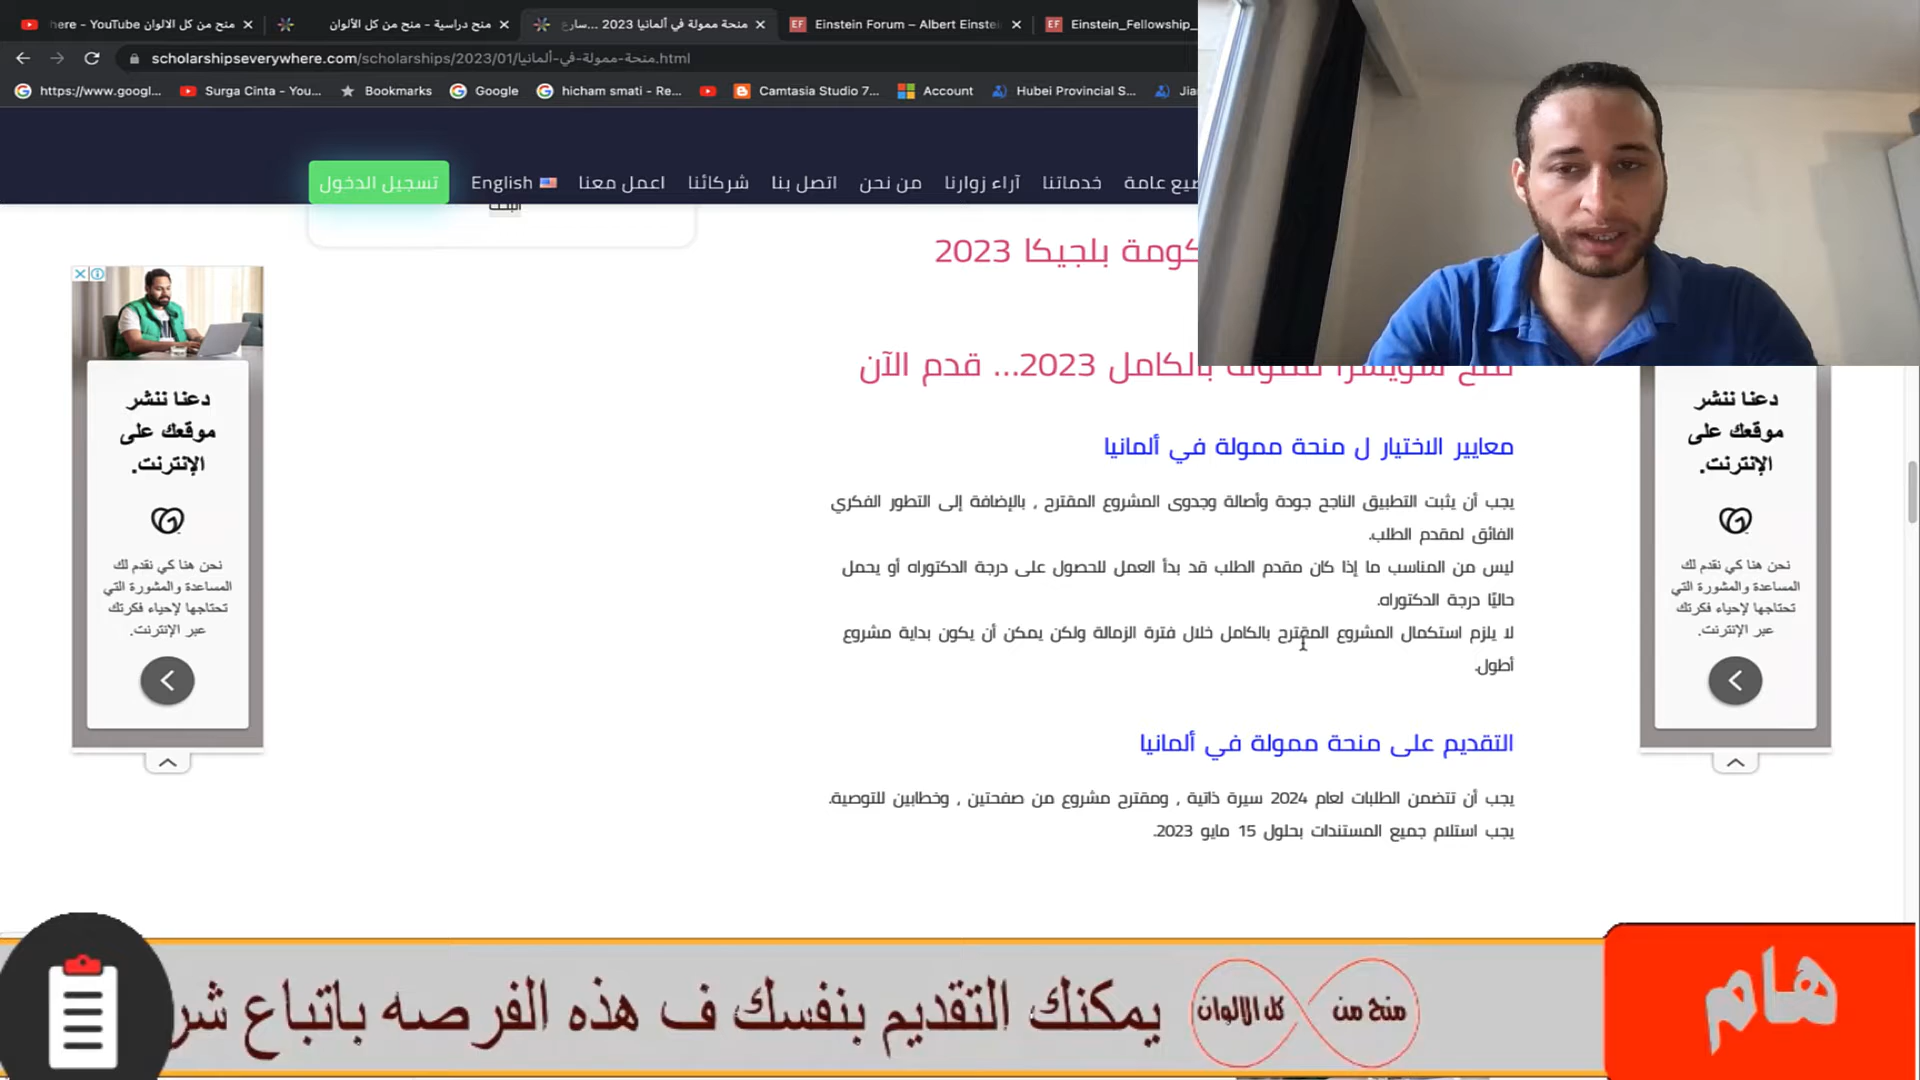 here - YouTube منح من كل الالوان
منح دراسية - منح من كل الألوان
منحة ممولة في ألمانيا 2023 ...سارع
Einstein Forum – Albert Einste
Einstein_Fellowship_
scholarshipseverywhere.com/scholarships/2023/01/منحة-ممولة-في-ألمانيا.html
https://www.googl...
Surga Cinta - You...
Bookmarks
Google
hicham smati - Re...
Camtasia Studio 7...
Account
Hubei Provincial S...
تسجيل الدخول
English
اعمل معنا
شركائنا
اتصل بنا
من نحن
آراء زوارنا
خدماتنا
عامة
البحث
بلجيكا 2023
2023... قدم الآن
معايير الاختيار ل منحة ممولة في ألمانيا
يجب أن يثبت التطبيق الناجح جودة وأصالة وجدوى المشروع المقترح ، بالإضافة إلى التطور الفكري
الفائق لمقدم الطلب.
ليس من المناسب ما إذا كان مقدم الطلب قد بدأ العمل للحصول على درجة الدكتوراه أو يحمل
حاليًا درجة الدكتوراه.
لا يلزم استكمال المشروع المقترح بالكامل خلال فترة الزمالة ولكن يمكن أن يكون بداية مشروع
أطول.
التقديم على منحة ممولة في ألمانيا
يجب أن تتضمن الطلبات لعام 2024 سيرة ذاتية ، ومقترح مشروع من صفحتين ، وخطابين للتوصية.
يجب استلام جميع المستندات بحلول 15 مايو 2023.
دعنا ننشر
موقعك على
الإنترنت.
نحن هنا كي نقدم لك
المساعدة والمشورة التي
تحتاجها لإحياء فكرتك
عبر الإنترنت.
دعنا ننشر
موقعك على
الإنترنت.
نحن هنا كي نقدم لك
المساعدة والمشورة التي
تحتاجها لإحياء فكرتك
عبر الإنترنت.
هام
منح من كل الالوان
يمكنك التقديم بنفسك ف هذه الفرصه باتباع شر